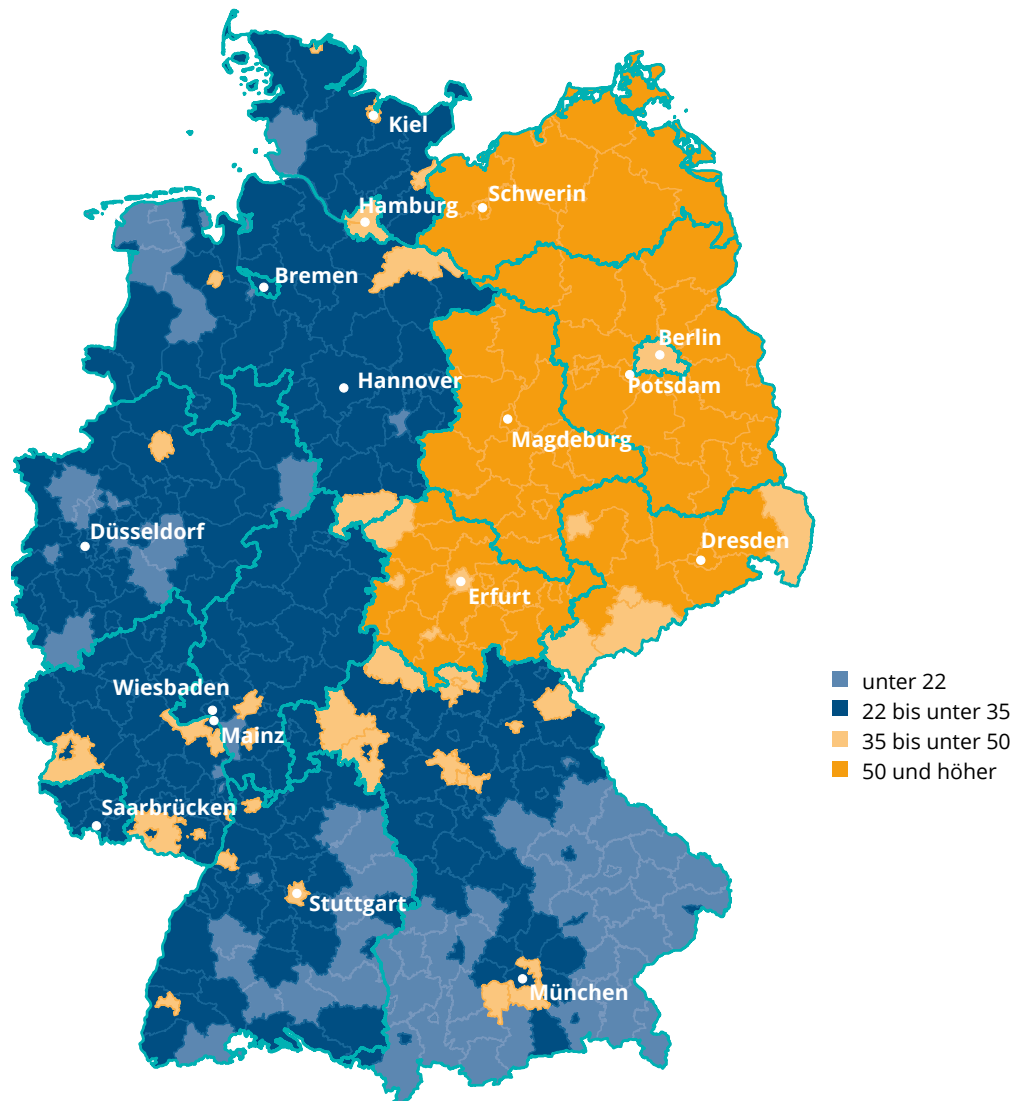 Kiel
Schwerin
Hamburg
Bremen
Berlin
Hannover
Potsdam
Magdeburg
Düsseldorf
Dresden
Erfurt
Wiesbaden
Mainz
Saarbrücken
Stuttgart
München
unter 22
22 bis unter 35
35 bis unter 50
50 und höher